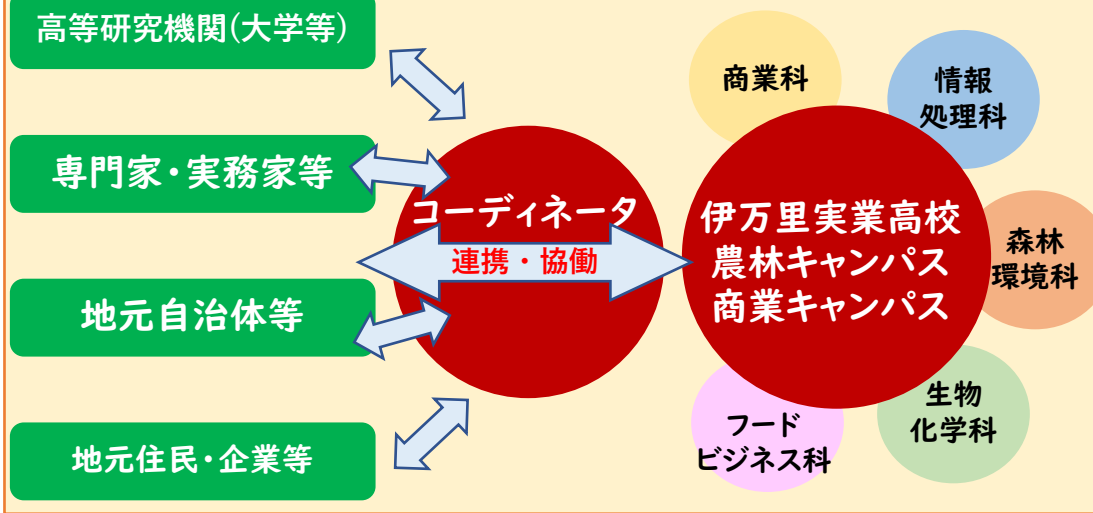 高等研究機関(大学等)
専門家・実務家等
地元自治体等
地元住民・企業等
コーディネータ
連携・協働
伊万里実業高校
農林キャンパス
商業キャンパス
商業科
情報
処理科
森林
環境科
生物
化学科
フード
ビジネス科